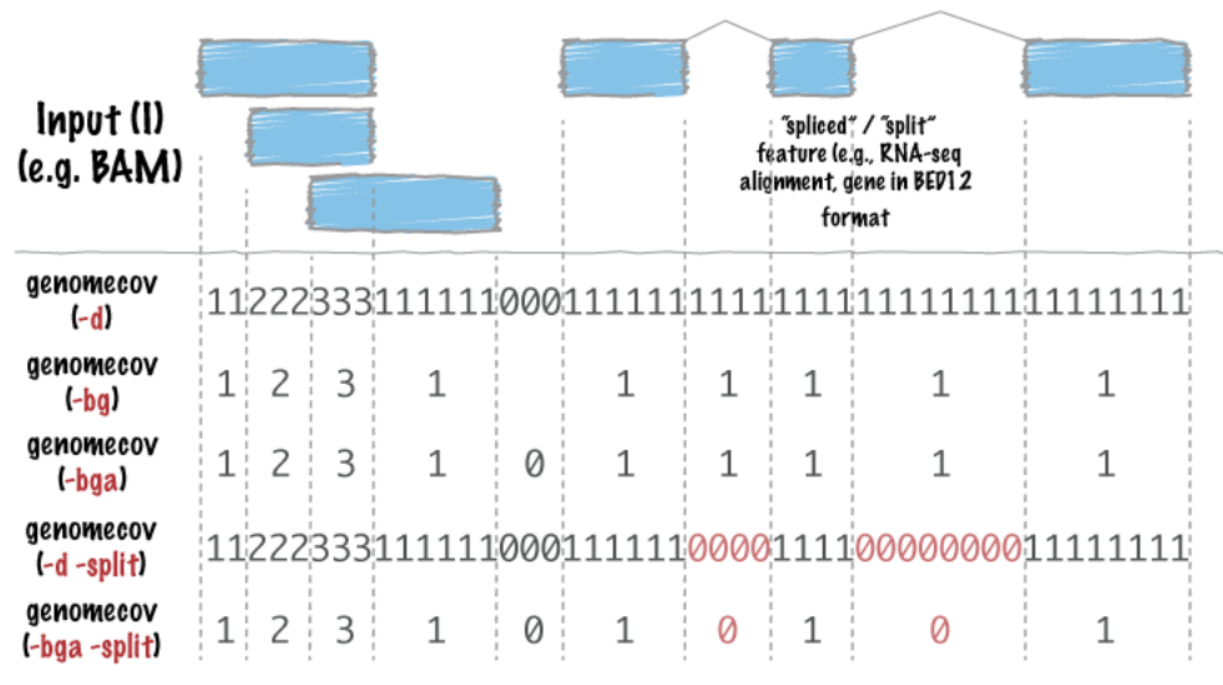 Input (I)
(e.g. BAM)
"spliced" / "split"
feature (e.g., RNA-seq
alignment, gene in BED12
format
genomecov
(-d)
11222333111111000111111111111111111111111111111
genomecov
(-bg)
1 2 3 1 1 1 1 1 1
genomecov
(-bga)
1 2 3 1 0 1 1 1 1 1
genomecov
(-d -split)
11222333111111000111111000011110000000011111111
genomecov
(-bga -split)
1 2 3 1 0 1 0 1 0 1